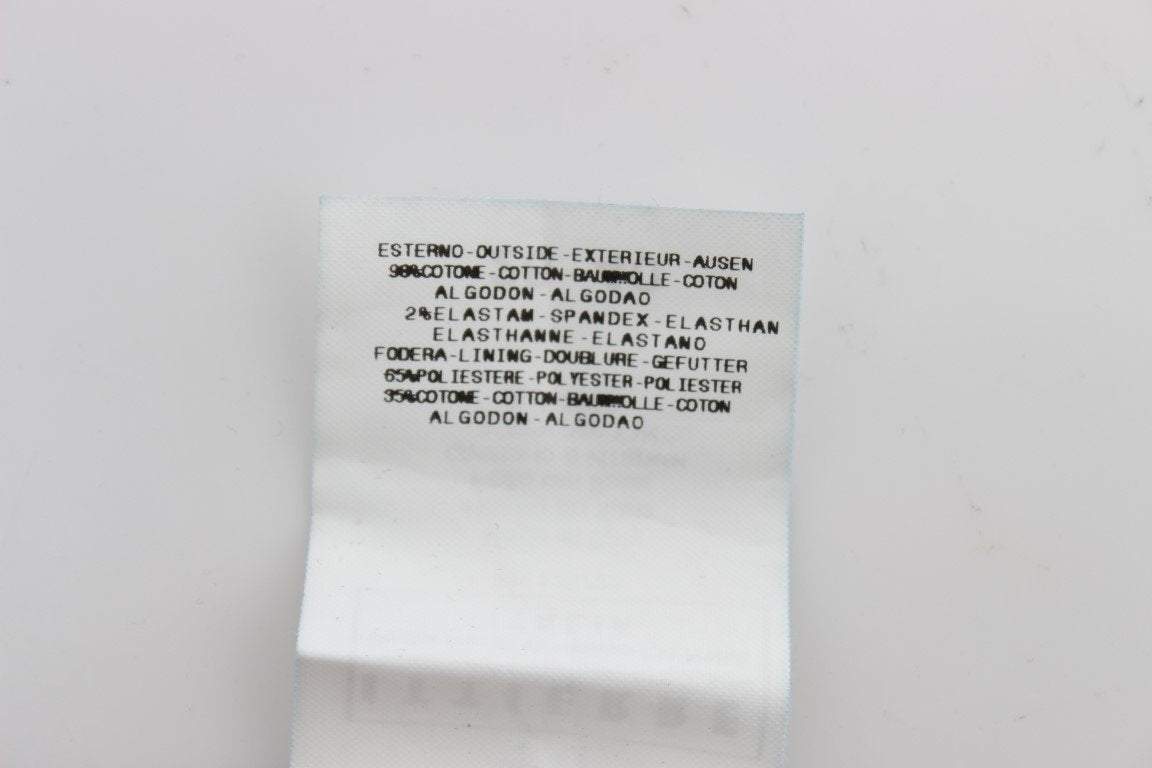 ESTERNO-OUTSIDE-EXTERIEUR-AUSEN
98%COTONE-COTTON-BAUMWOLLE-COTON
ALGODON-ALGODAO
2%ELASTAM-SPANDEX-ELASTHAN
ELASTHANNE-ELASTANO
FODERA-LINING-DOUBLURE-GEFUTTER
65%POLIESTERE-POLYESTER-POLIESTER
35%COTONE-COTTON-BAUMWOLLE-COTON
ALGODON-ALGODAO